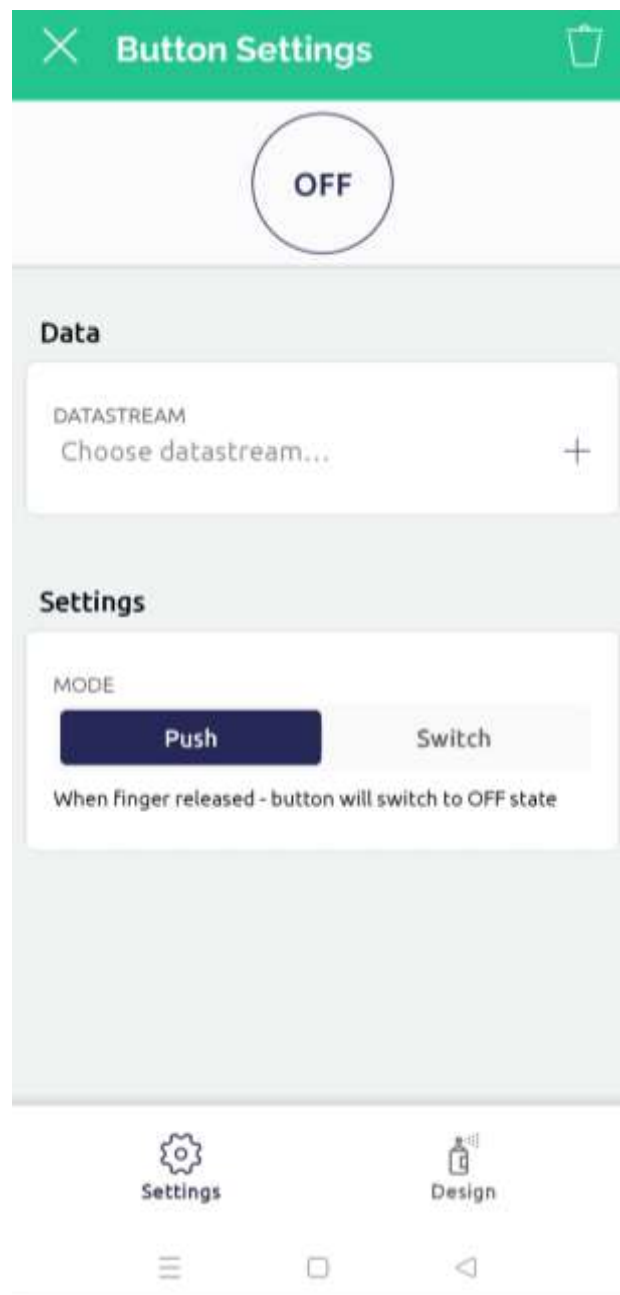 Button Settings
OFF
Data
DATASTREAM
Choose datastream...
Settings
MODE
Push Switch
When finger released - button will switch to OFF state
Settings Design